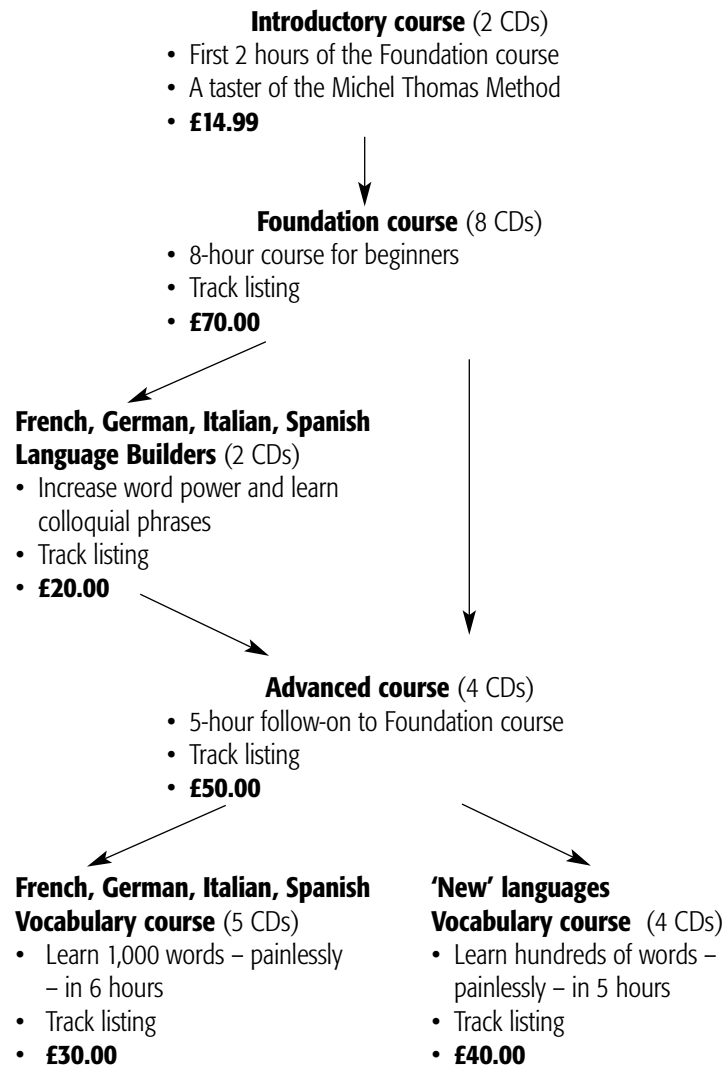 Introductory course (2 CDs)
• First 2 hours of the Foundation course
• A taster of the Michel Thomas Method
• £14.99
Foundation course (8 CDs)
• 8-hour course for beginners
• Track listing
• £70.00
French, German, Italian, Spanish
Language Builders (2 CDs)
• Increase word power and learn
colloquial phrases
• Track listing
• £20.00
Advanced course (4 CDs)
• 5-hour follow-on to Foundation course
• Track listing
• £50.00
French, German, Italian, Spanish
Vocabulary course (5 CDs)
• Learn 1,000 words – painlessly
– in 6 hours
• Track listing
• £30.00
‘New’ languages
Vocabulary course (4 CDs)
• Learn hundreds of words –
painlessly – in 5 hours
• Track listing
• £40.00